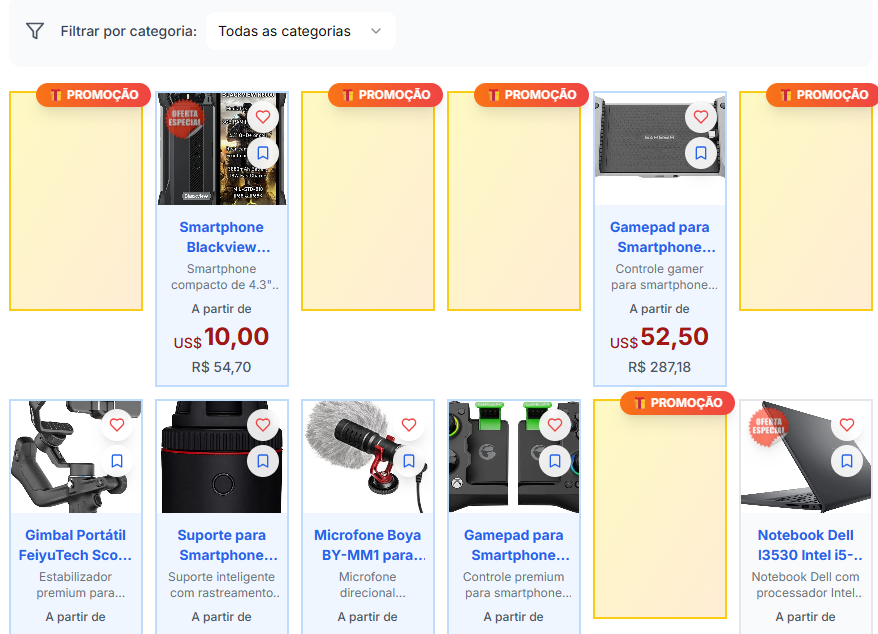 Filtrar por categoria: Todas as categorias
PROMOÇÃO
PROMOÇÃO
PROMOÇÃO
PROMOÇÃO
OFERTA
ESPECIAL
Blackview
Smartphone
Blackview...
Smartphone
compacto de 4.3"..
A partir de
US$ 10,00
R$ 54,70
GAMESIR
Gamepad para
Smartphone...
Controle gamer
para smartphone...
A partir de
US$ 52,50
R$ 287,18
PROMOÇÃO
OFERTA
ESPECIAL
Gimbal Portátil
FeiyuTech Sco...
Estabilizador
premium para...
A partir de
Suporte para
Smartphone...
Suporte inteligente
com rastreamento..
A partir de
Microfone Boya
BY-MM1 para...
Microfone
direcional...
A partir de
Gamepad para
Smartphone...
Controle premium
para smartphone...
A partir de
Notebook Dell
I3530 Intel i5-..
Notebook Dell com
processador Intel..
A partir de